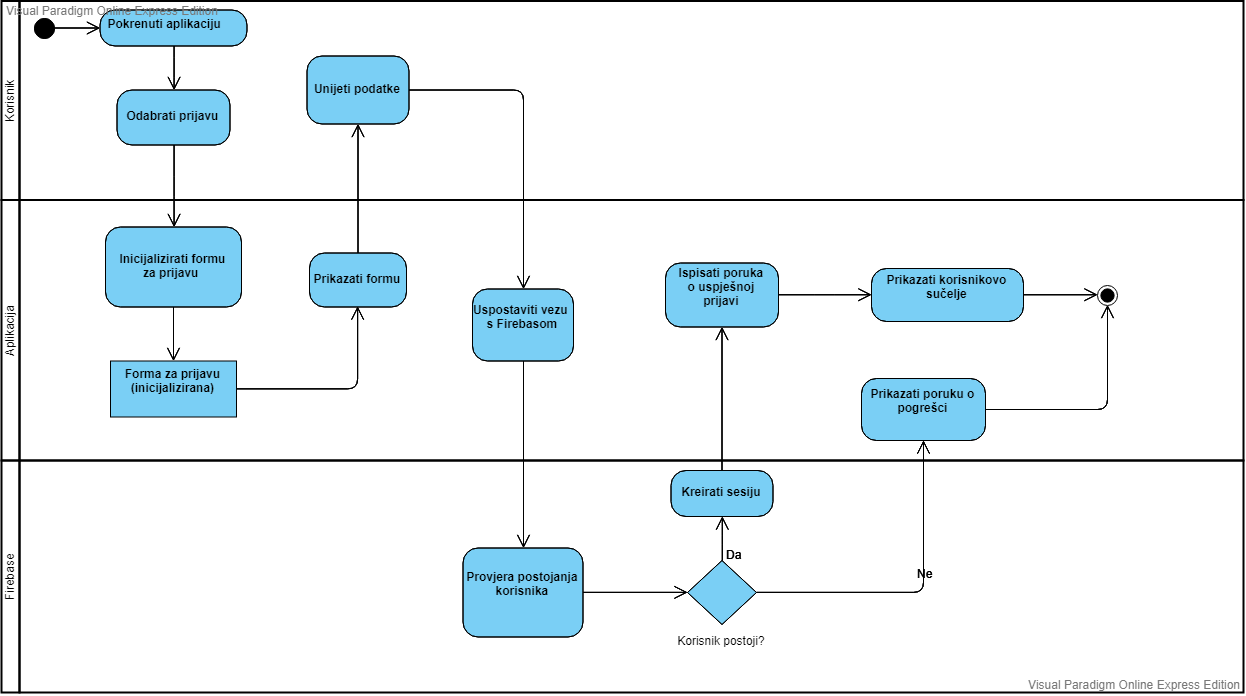 Visual Paradigm Online Express Edition
Korisnik
Pokrenuti aplikaciju
Odabrati prijavu
Unijeti podatke
Aplikacija
Inicijalizirati formu
za prijavu
Forma za prijavu
(inicijalizirana)
Prikazati formu
Uspostaviti vezu
s Firebasom
Ispisati poruka
o uspješnoj
prijavi
Prikazati korisnikovo
sučelje
Prikazati poruku o
pogrešci
Firebase
Provjera postojanja
korisnika
Kreirati sesiju
Da
Ne
Korisnik postoji?
Visual Paradigm Online Express Edition